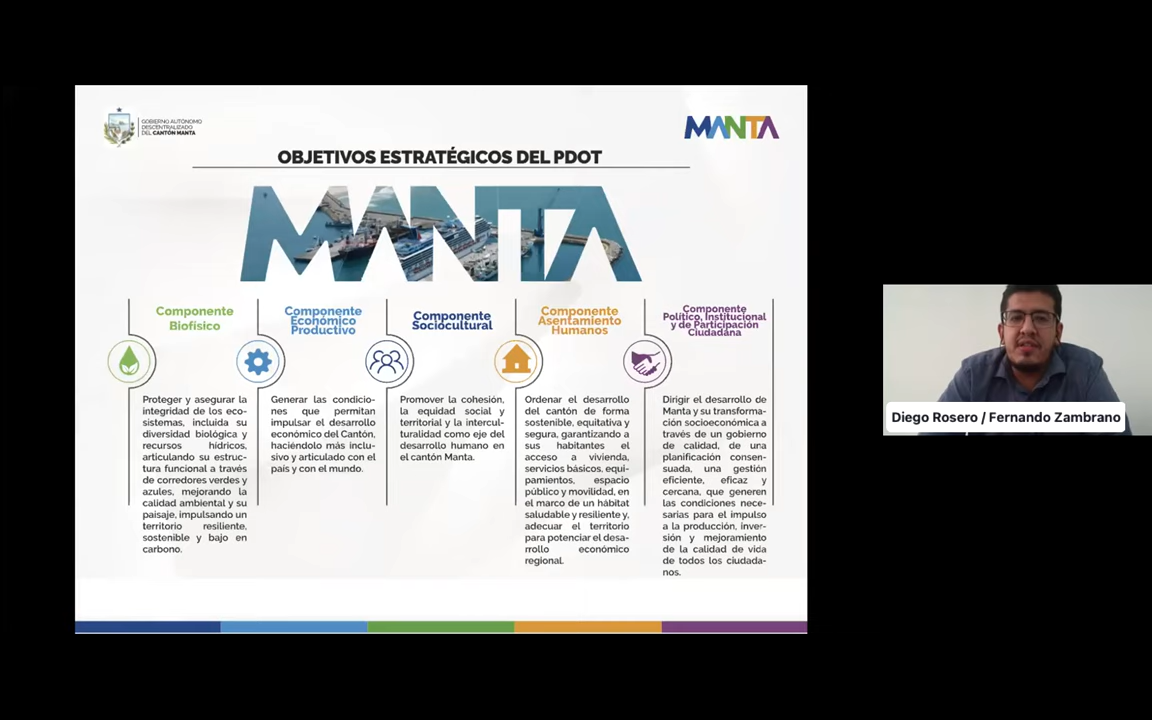 GOBIERNO AUTÓNOMO
DESCENTRALIZADO
DEL CANTÓN MANTA
MANTA
OBJETIVOS ESTRATÉGICOS DEL PDOT
MANTA
Componente
Biofísico
Proteger y asegurar la
integridad de los eco-
sistemas, incluida su
diversidad biológica y
recursos hídricos,
articulando su estruc-
tura funcional a través
de corredores verdes y
azules, mejorando la
calidad ambiental y su
paisaje, impulsando un
territorio resiliente,
sostenible y bajo en
carbono.
Componente
Económico
Productivo
Generar las condicio-
nes que permitan
impulsar el desarrollo
económico del Cantón,
haciéndolo más inclu-
sivo y articulado con el
país y con el mundo.
Componente
Sociocultural
Promover la cohesión,
la equidad social y
territorial y la intercul-
turalidad como eje del
desarrollo humano en
el cantón Manta.
Componente
Asentamiento
Humanos
Ordenar el desarrollo
del cantón de forma
sostenible, equitativa y
segura, garantizando a
sus habitantes el
acceso a vivienda,
servicios básicos, equi-
pamientos, espacio
público y movilidad, en
el marco de un hábitat
saludable y resiliente y,
adecuar el territorio
para potenciar el desa-
rrollo económico
regional.
Componente
Político, Institucional
y de Participación
Ciudadana
Dirigir el desarrollo de
Manta y su transforma-
ción socioeconómica a
través de un gobierno
de calidad, de una
planificación consen-
suada, una gestión
eficiente, eficaz y
cercana, que generen
las condiciones nece-
sarias para el impulso
a la producción, inver-
sión y mejoramiento
de la calidad de vida
de todos los ciudada-
nos.
Diego Rosero / Fernando Zambrano